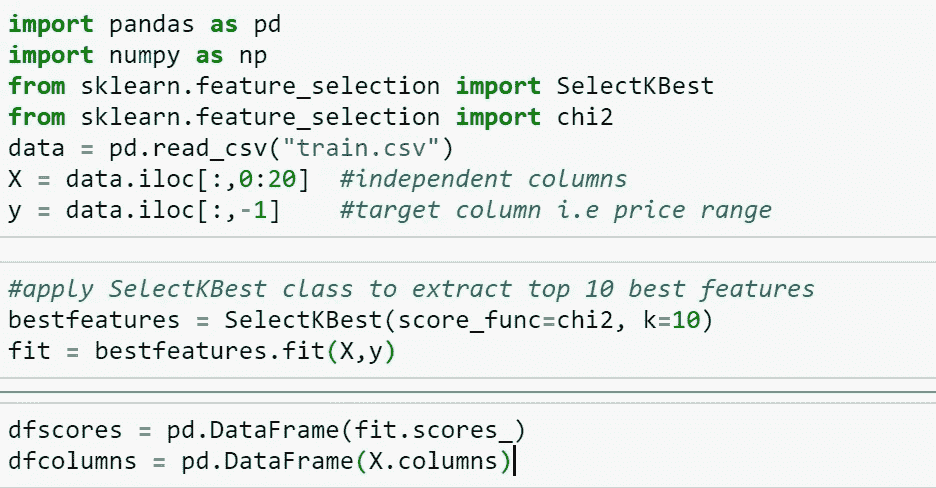 import pandas as pd
import numpy as np
from sklearn.feature_selection import SelectKBest
from sklearn.feature_selection import chi2
data = pd.read_csv("train.csv")
X = data.iloc[:,0:20]  #independent columns
y = data.iloc[:,-1]    #target column i.e price range
#apply SelectKBest class to extract top 10 best features
bestfeatures = SelectKBest(score_func=chi2, k=10)
fit = bestfeatures.fit(X,y)
dfscores = pd.DataFrame(fit.scores_)
dfcolumns = pd.DataFrame(X.columns)